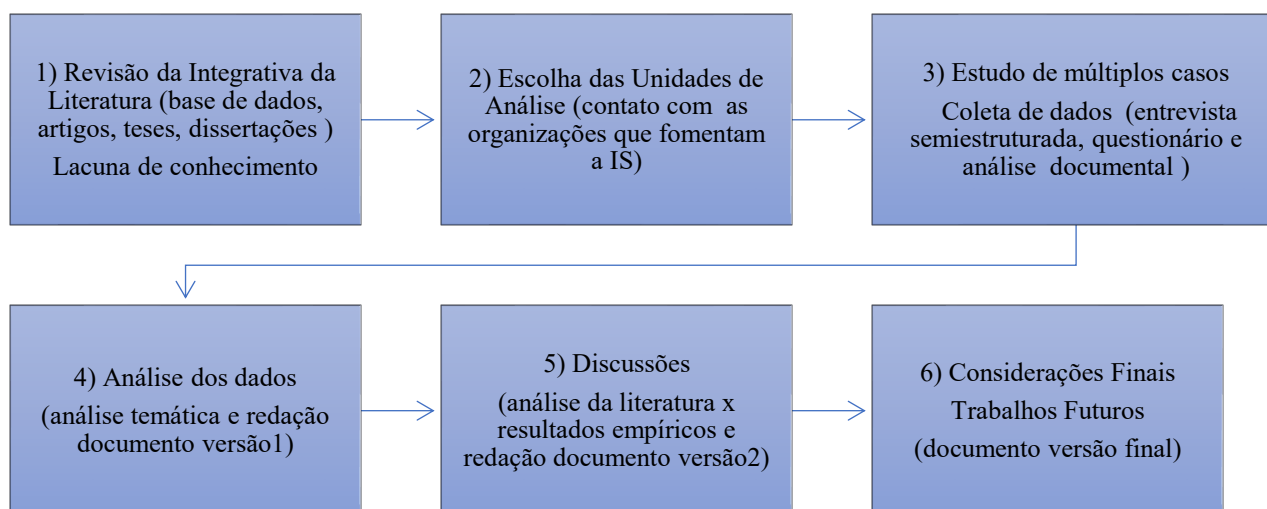 1) Revisão da Integrativa da
Literatura (base de dados,
artigos, teses, dissertações )
Lacuna de conhecimento
2) Escolha das Unidades de
Análise (contato com as
organizações que fomentam
a IS)
3) Estudo de múltiplos casos
Coleta de dados (entrevista
semiestruturada, questionário e
análise documental )
4) Análise dos dados
(análise temática e redação
documento versão1)
5) Discussões
(análise da literatura x
resultados empíricos e
redação documento versão2)
6) Considerações Finais
Trabalhos Futuros
(documento versão final)